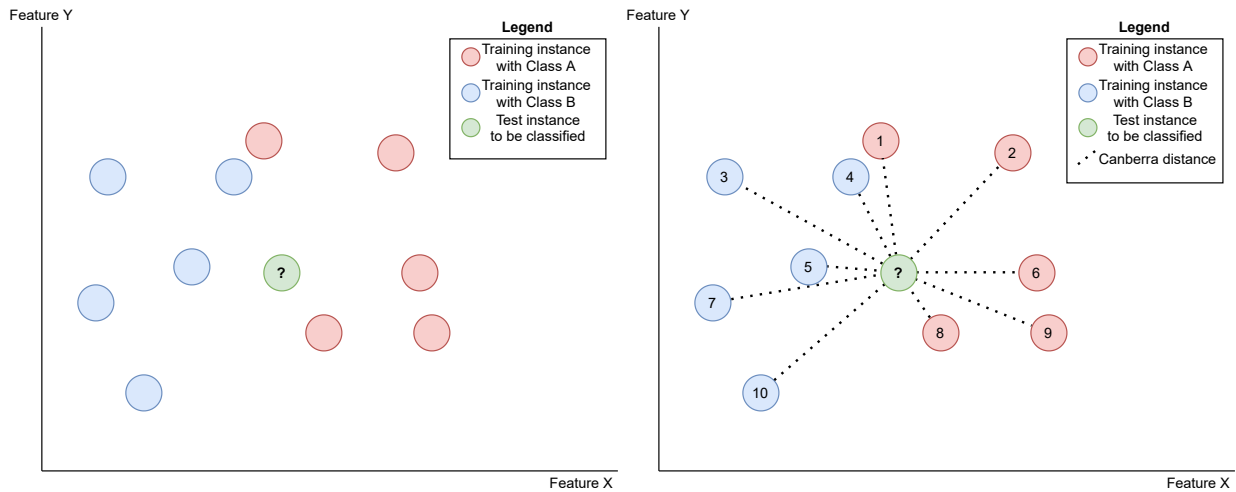 Feature Y
Legend
Training instance
with Class A
Training instance
with Class B
Test instance
to be classified
?
Feature X
Feature Y
Legend
Training instance
with Class A
Training instance
with Class B
Test instance
to be classified
Canberra distance
1
2
3
4
5
?
6
7
8
9
10
Feature X